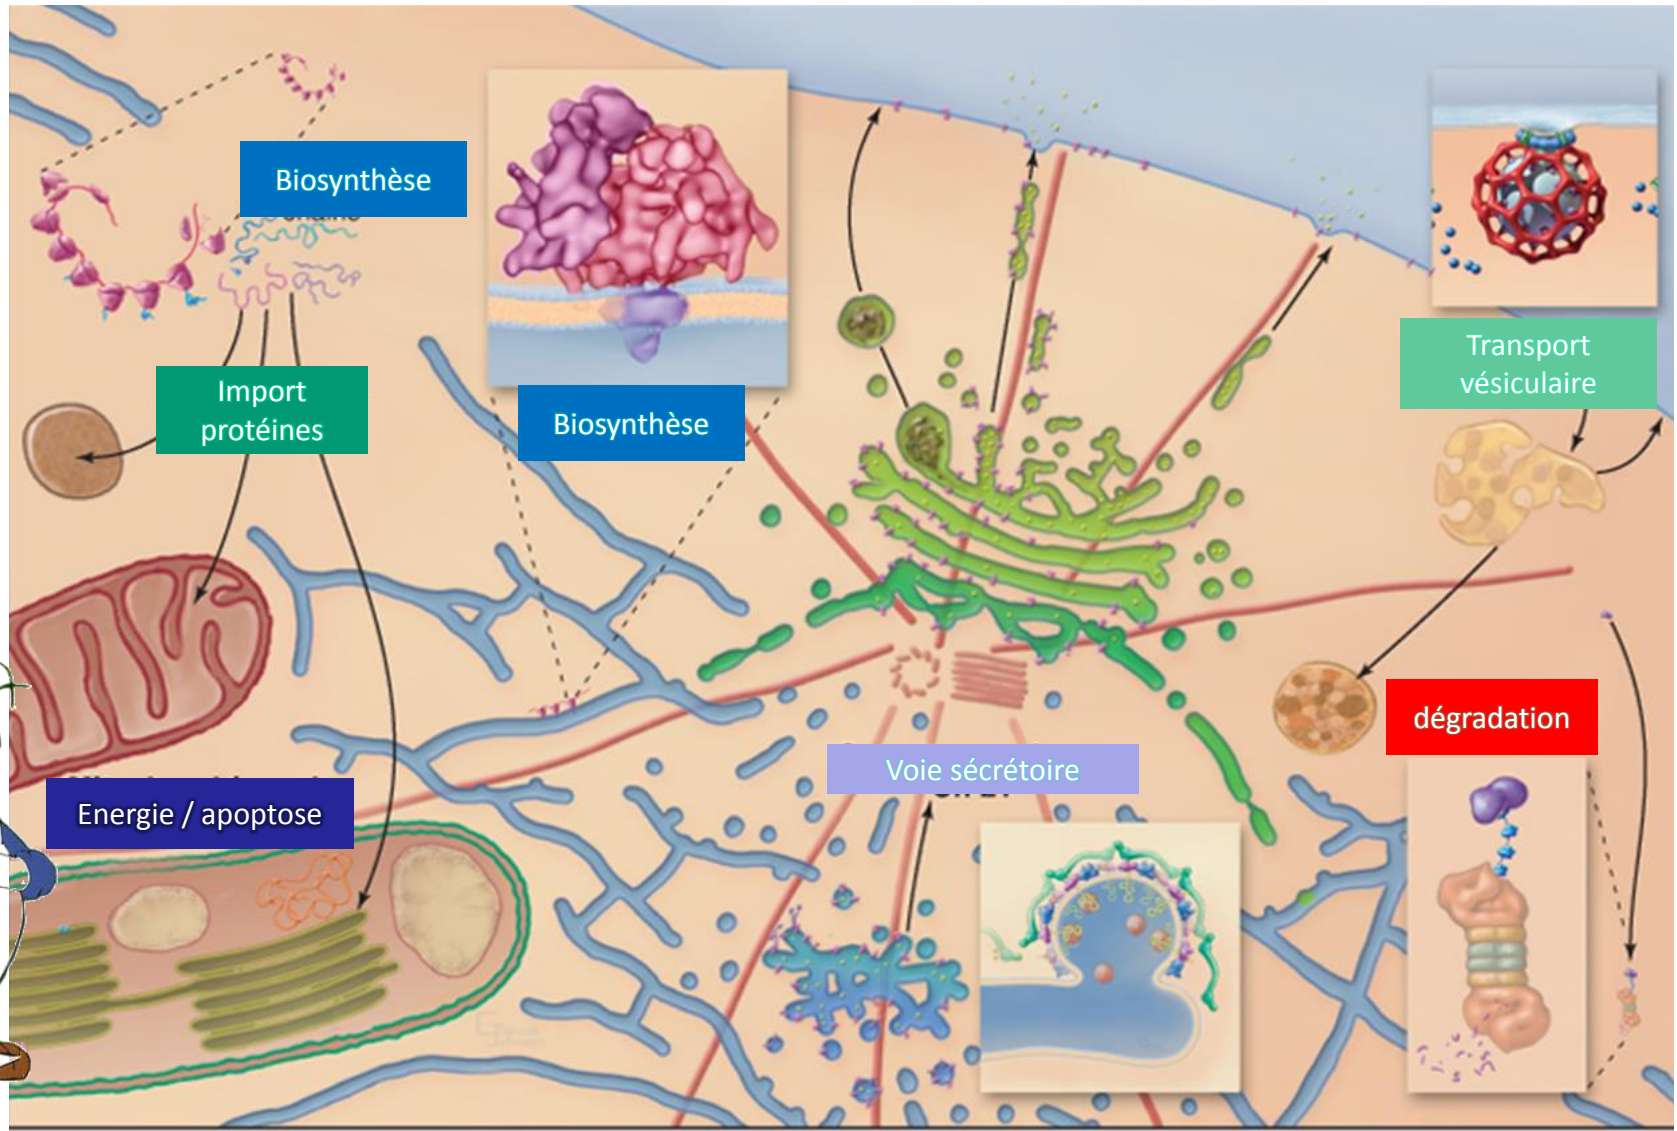 Biosynthèse
Import
protéines
Biosynthèse
Transport
vésiculaire
dégradation
Voie sécrétoire
Energie / apoptose